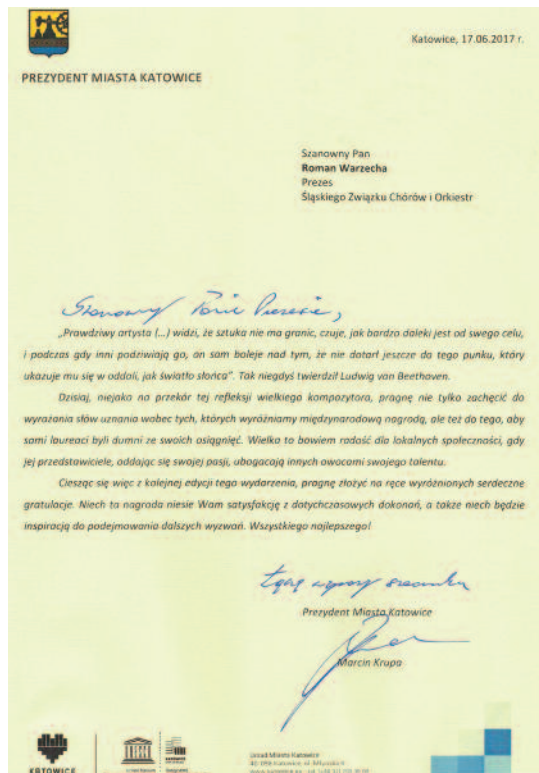 Katowice, 17.06.2017 r.
PREZYDENT MIASTA KATOWICE
Szanowny Pan
Roman Warzecha
Prezes
Śląskiego Związku Chórów i Orkiestr
Szanowny Panie Prezesie,
„Prawdziwy artysta (...) widzi, że sztuka nie ma granic, czuje, jak bardzo daleki jest od swego celu,
i podczas gdy inni podziwiają go, on sam boleje nad tym, że nie dotarł jeszcze do tego punku, który
ukazuje mu się w oddali, jak światło słońca”. Tak niegdyś twierdził Ludwig van Beethoven.
Dzisiaj, niejako na przekór tej refleksji wielkiego kompozytora, pragnę nie tylko zachęcić do
wyrażania słów uznania wobec tych, których wyróżniamy międzynarodową nagrodą, ale też do tego, aby
sami laureaci byli dumni ze swoich osiągnięć. Wielka to bowiem radość dla lokalnych społeczności, gdy
jej przedstawiciele, oddając się swojej pasji, ubogacają innych owocami swojego talentu.
Ciesząc się więc z kolejnej edycji tego wydarzenia, pragnę złożyć na ręce wyróżnionych serdeczne
gratulacje. Niech ta nagroda niesie Wam satysfakcję z dotychczasowych dokonań, a także niech będzie
inspiracją do podejmowania dalszych wyzwań. Wszystkiego najlepszego!
Łączę wyrazy szacunku
Prezydent Miasta Katowice
Marcin Krupa
KATOWICE
Urząd Miasta Katowice